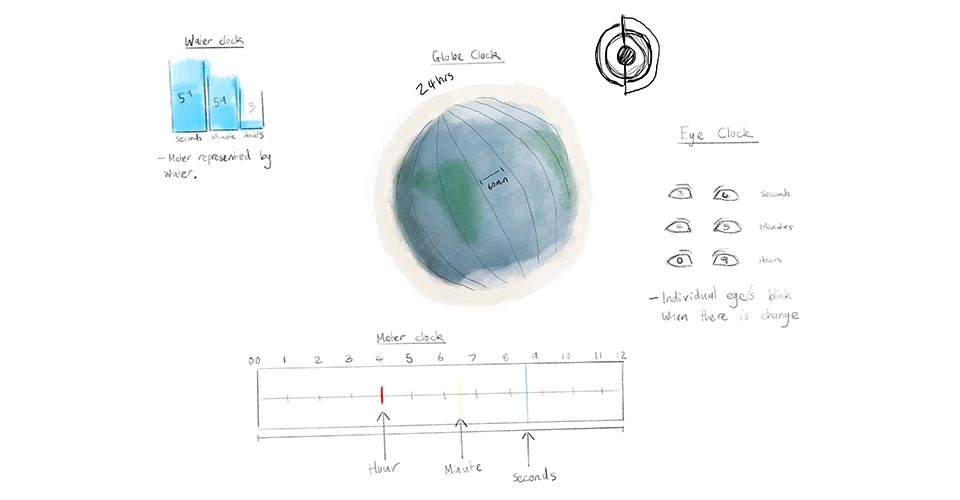 Water clock
59 59 3
Seconds Minute Hours
- Meter represented by
water.
Globe Clock
24hrs
60min
Eye Clock
3 6 Seconds
4 5 Minutes
0 9 Hours
- Individual eye/s blink
when there is change
Meter clock
00 1 2 3 4 5 6 7 8 9 10 11 12
Hour Minute Seconds